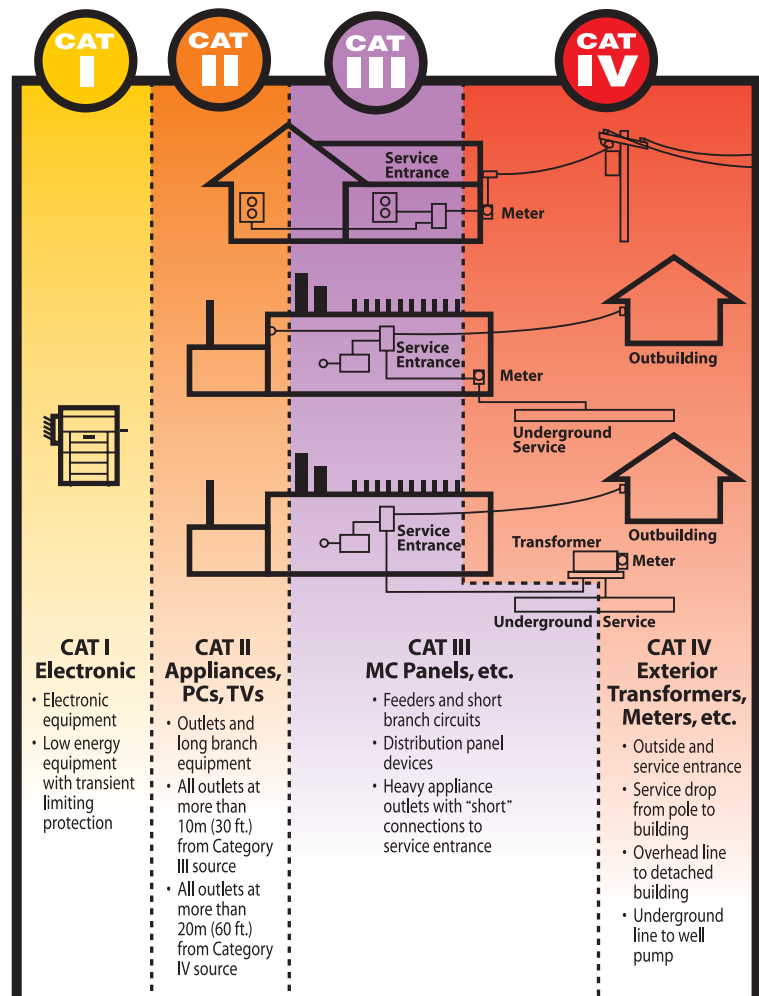 CAT
I
CAT
II
CAT
III
CAT
IV
Service
Entrance
Meter
Service
Entrance
Meter
Outbuilding
Underground
Service
Service
Entrance
Transformer
Meter
Outbuilding
Underground Service
CAT I
Electronic
• Electronic
equipment
• Low energy
equipment
with transient
limiting
protection
CAT II
Appliances,
PCs, TVs
• Outlets and
long branch
equipment
• All outlets at
more than
10m (30 ft.)
from Category
III source
• All outlets at
more than
20m (60 ft.)
from Category
IV source
CAT III
MC Panels, etc.
• Feeders and short
branch circuits
• Distribution panel
devices
• Heavy appliance
outlets with “short”
connections to
service entrance
CAT IV
Exterior
Transformers,
Meters, etc.
• Outside and
service entrance
• Service drop
from pole to
building
• Overhead line
to detached
building
• Underground
line to well
pump